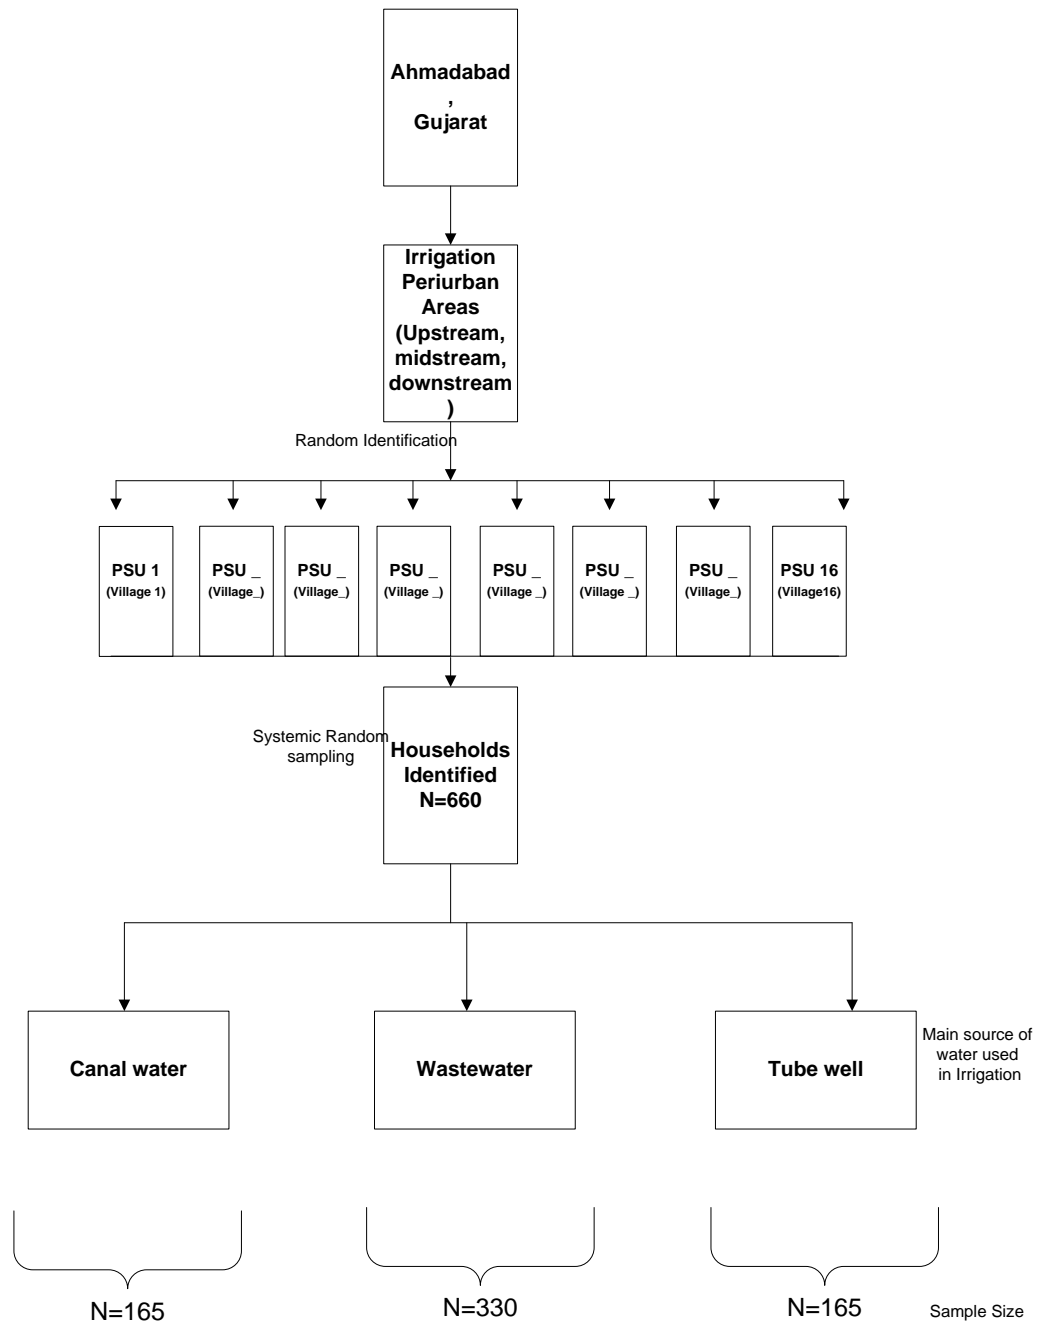 Ahmadabad
,
Gujarat
Irrigation
Periurban
Areas
(Upstream,
midstream,
downstream
)
Random Identification
PSU 1
(Village 1)
PSU _
(Village_)
PSU _
(Village_)
PSU _
(Village _)
PSU _
(Village _)
PSU _
(Village _)
PSU _
(Village_)
PSU 16
(Village16)
Systemic Random
sampling
Households
Identified
N=660
Canal water
Wastewater
Tube well
Main source of
water used
in Irrigation
N=165
N=330
N=165
Sample Size